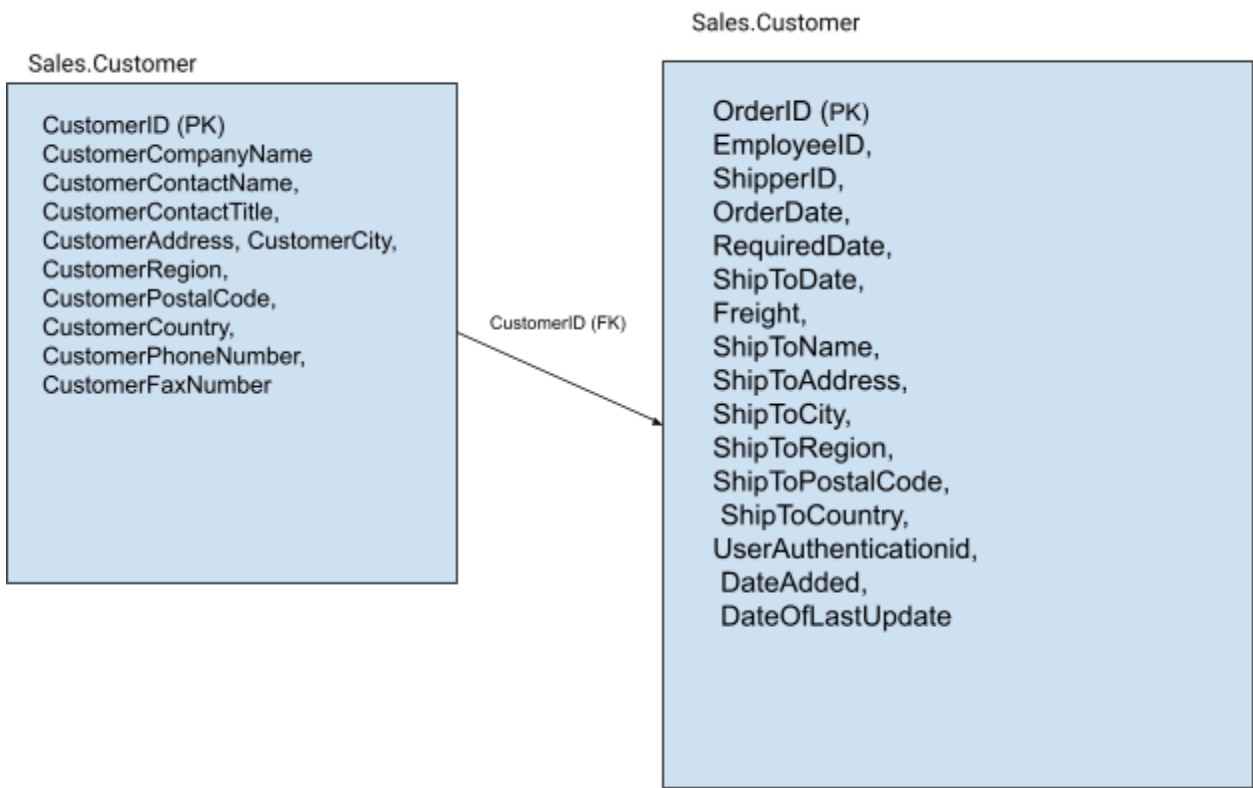 Sales.Customer
CustomerID (PK)
CustomerCompanyName
CustomerContactName,
CustomerContactTitle,
CustomerAddress, CustomerCity,
CustomerRegion,
CustomerPostalCode,
CustomerCountry,
CustomerPhoneNumber,
CustomerFaxNumber
CustomerID (FK)
Sales.Customer
OrderID (PK)
EmployeeID,
ShipperID,
OrderDate,
RequiredDate,
ShipToDate,
Freight,
ShipToName,
ShipToAddress,
ShipToCity,
ShipToRegion,
ShipToPostalCode,
ShipToCountry,
UserAuthenticationid,
DateAdded,
DateOfLastUpdate